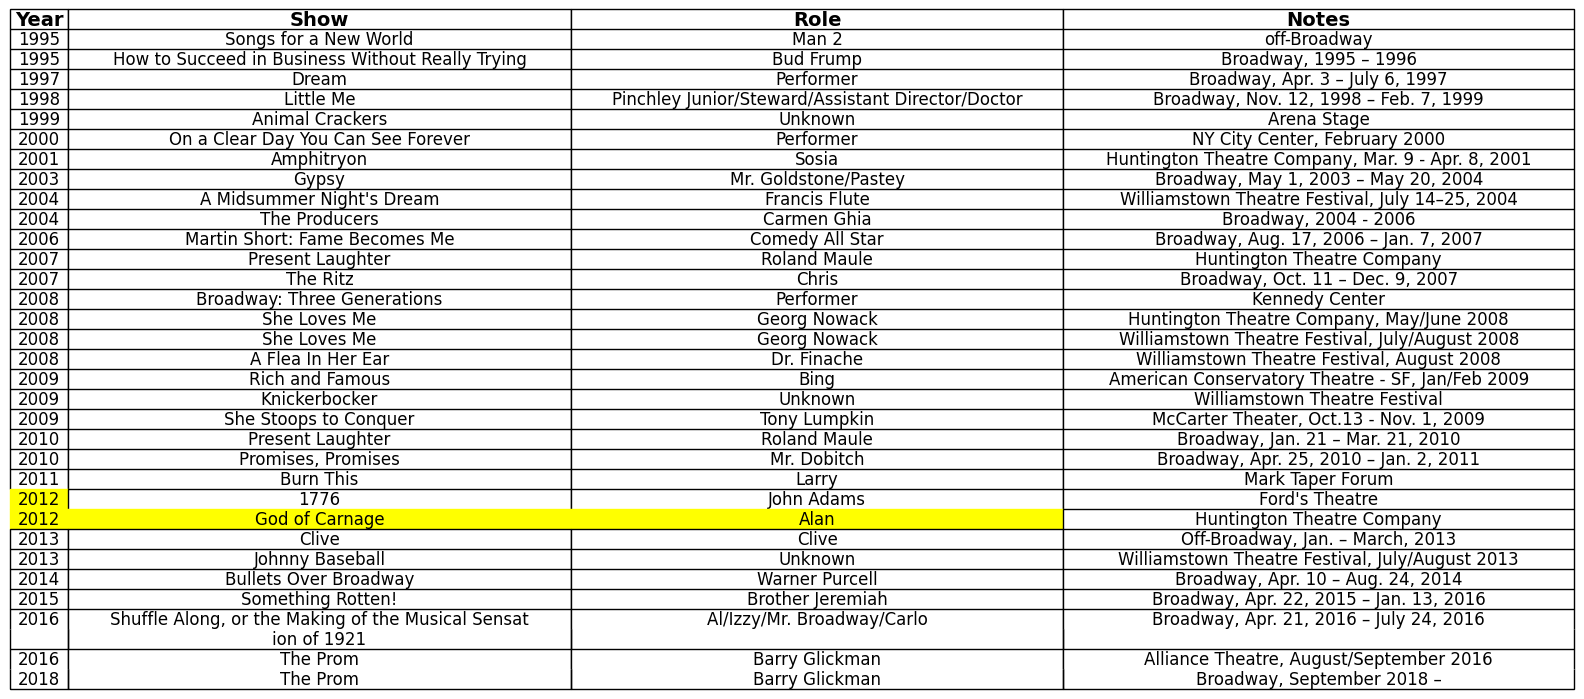 Year Show Role Notes
1995 Songs for a New World Man 2 off-Broadway
1995 How to Succeed in Business Without Really Trying Bud Frump Broadway, 1995 – 1996
1997 Dream Performer Broadway, Apr. 3 – July 6, 1997
1998 Little Me Pinchley Junior/Steward/Assistant Director/Doctor Broadway, Nov. 12, 1998 – Feb. 7, 1999
1999 Animal Crackers Unknown Arena Stage
2000 On a Clear Day You Can See Forever Performer NY City Center, February 2000
2001 Amphitryon Sosia Huntington Theatre Company, Mar. 9 - Apr. 8, 2001
2003 Gypsy Mr. Goldstone/Pastey Broadway, May 1, 2003 – May 20, 2004
2004 A Midsummer Night's Dream Francis Flute Williamstown Theatre Festival, July 14–25, 2004
2004 The Producers Carmen Ghia Broadway, 2004 - 2006
2006 Martin Short: Fame Becomes Me Comedy All Star Broadway, Aug. 17, 2006 – Jan. 7, 2007
2007 Present Laughter Roland Maule Huntington Theatre Company
2007 The Ritz Chris Broadway, Oct. 11 – Dec. 9, 2007
2008 Broadway: Three Generations Performer Kennedy Center
2008 She Loves Me Georg Nowack Huntington Theatre Company, May/June 2008
2008 She Loves Me Georg Nowack Williamstown Theatre Festival, July/August 2008
2008 A Flea In Her Ear Dr. Finache Williamstown Theatre Festival, August 2008
2009 Rich and Famous Bing American Conservatory Theatre - SF, Jan/Feb 2009
2009 Knickerbocker Unknown Williamstown Theatre Festival
2009 She Stoops to Conquer Tony Lumpkin McCarter Theater, Oct.13 - Nov. 1, 2009
2010 Present Laughter Roland Maule Broadway, Jan. 21 – Mar. 21, 2010
2010 Promises, Promises Mr. Dobitch Broadway, Apr. 25, 2010 – Jan. 2, 2011
2011 Burn This Larry Mark Taper Forum
2012 1776 John Adams Ford's Theatre
2012 God of Carnage Alan Huntington Theatre Company
2013 Clive Clive Off-Broadway, Jan. – March, 2013
2013 Johnny Baseball Unknown Williamstown Theatre Festival, July/August 2013
2014 Bullets Over Broadway Warner Purcell Broadway, Apr. 10 – Aug. 24, 2014
2015 Something Rotten! Brother Jeremiah Broadway, Apr. 22, 2015 – Jan. 13, 2016
2016 Shuffle Along, or the Making of the Musical Sensat Al/Izzy/Mr. Broadway/Carlo Broadway, Apr. 21, 2016 – July 24, 2016
ion of 1921
2016 The Prom Barry Glickman Alliance Theatre, August/September 2016
2018 The Prom Barry Glickman Broadway, September 2018 –